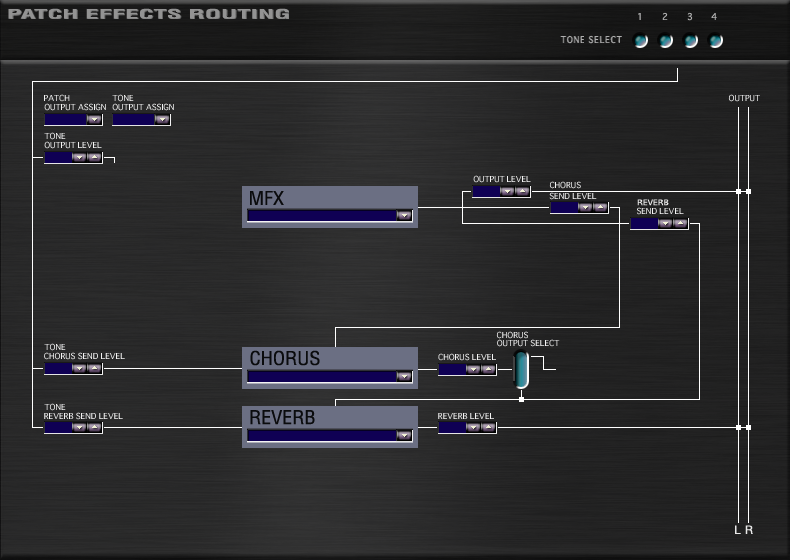 PATCH EFFECTS ROUTING
1 2 3 4
TONE SELECT
PATCH
OUTPUT ASSIGN
TONE
OUTPUT ASSIGN
OUTPUT
TONE
OUTPUT LEVEL
MFX
OUTPUT LEVEL
CHORUS
SEND LEVEL
REVERB
SEND LEVEL
CHORUS
OUTPUT SELECT
TONE
CHORUS SEND LEVEL
CHORUS
CHORUS LEVEL
TONE
REVERB SEND LEVEL
REVERB
REVERB LEVEL
L R